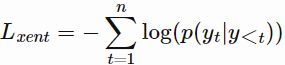 L_{xent} = -\sum_{t=1}^{n} \log(p(y_t|y_{<t}))